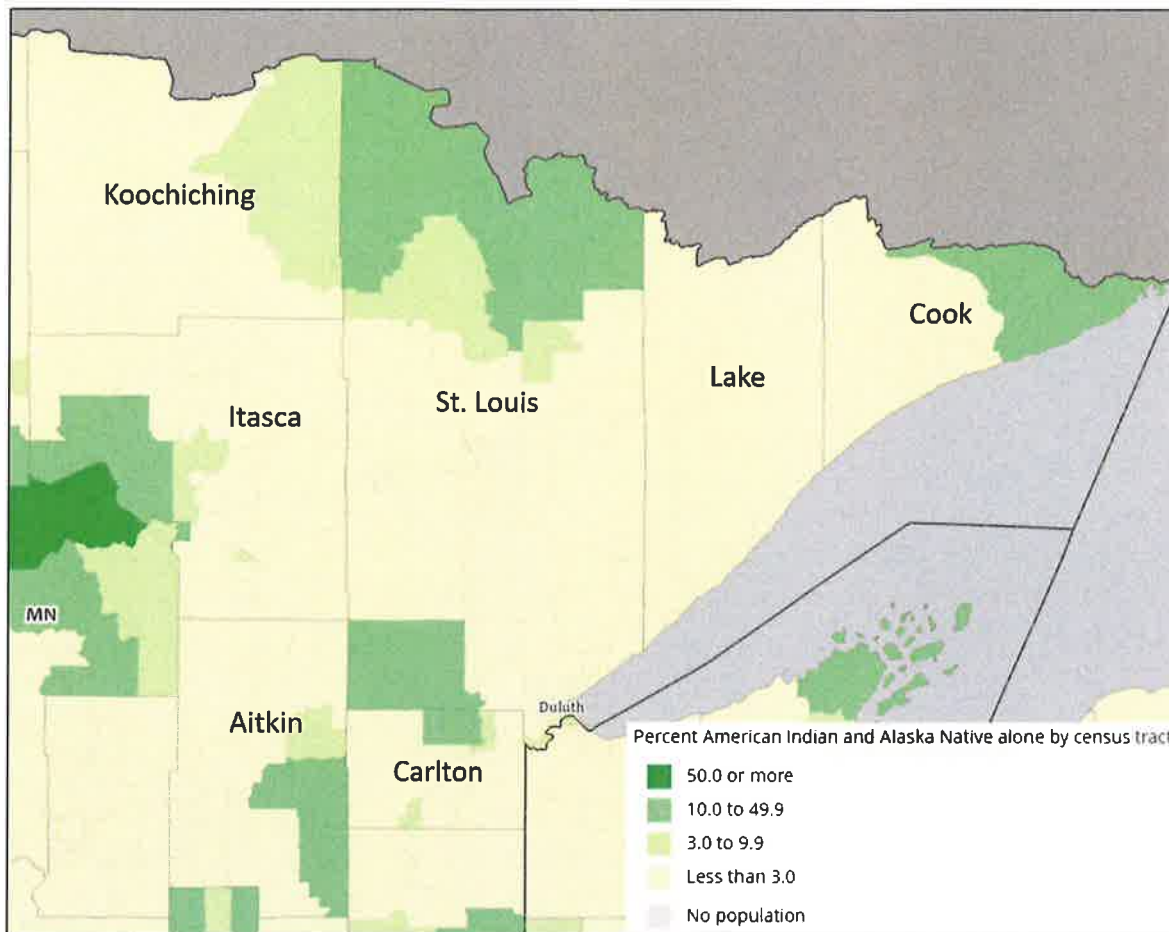 Koochiching
Cook
Lake
Itasca
St. Louis
MN
Duluth
Aitkin
Carlton
Percent American Indian and Alaska Native alone by census tract
50.0 or more
10.0 to 49.9
3.0 to 9.9
Less than 3.0
No population